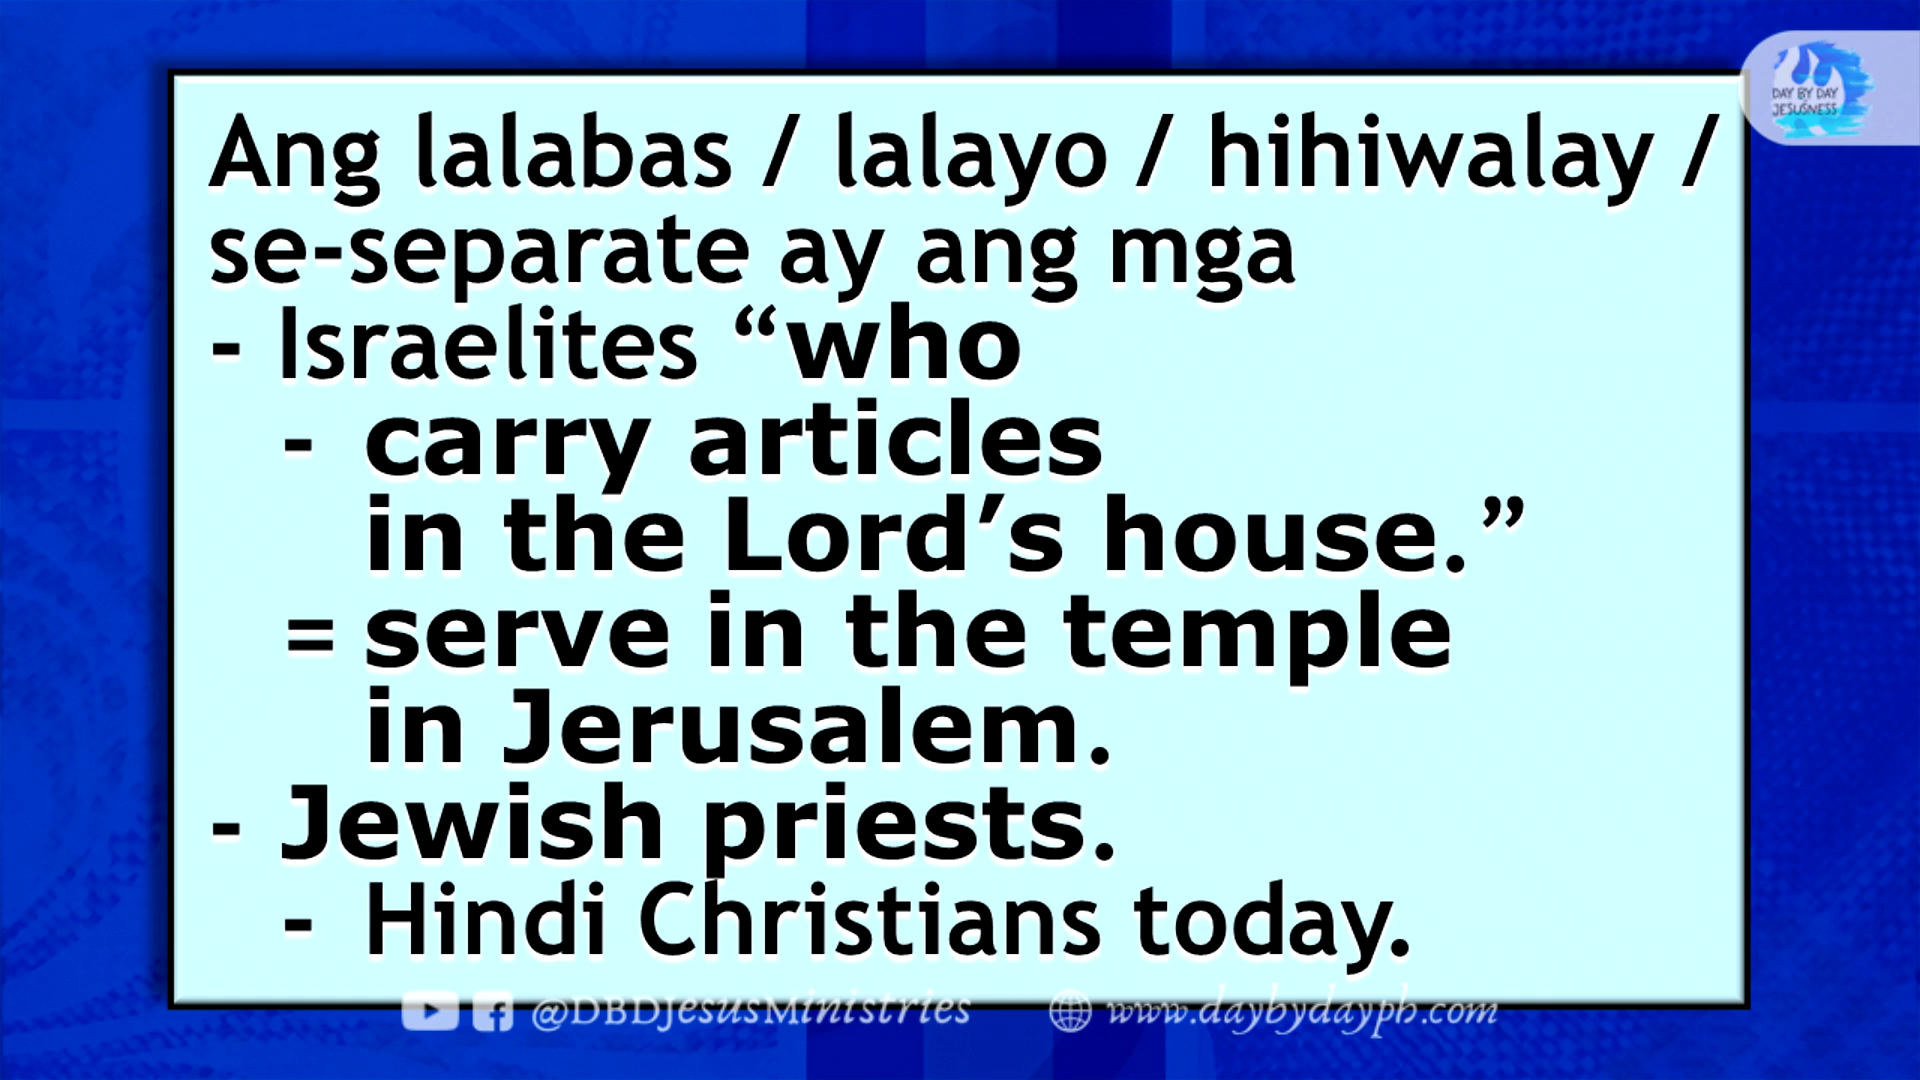 DAY BY DAY
JESUSNESS
Ang lalabas / lalayo / hihiwalay /
se-separate ay ang mga
- Israelites “who
- carry articles
in the Lord’s house.”
= serve in the temple
in Jerusalem.
- Jewish priests.
- Hindi Christians today.
@DBDJesusMinistries www.daybydayph.com